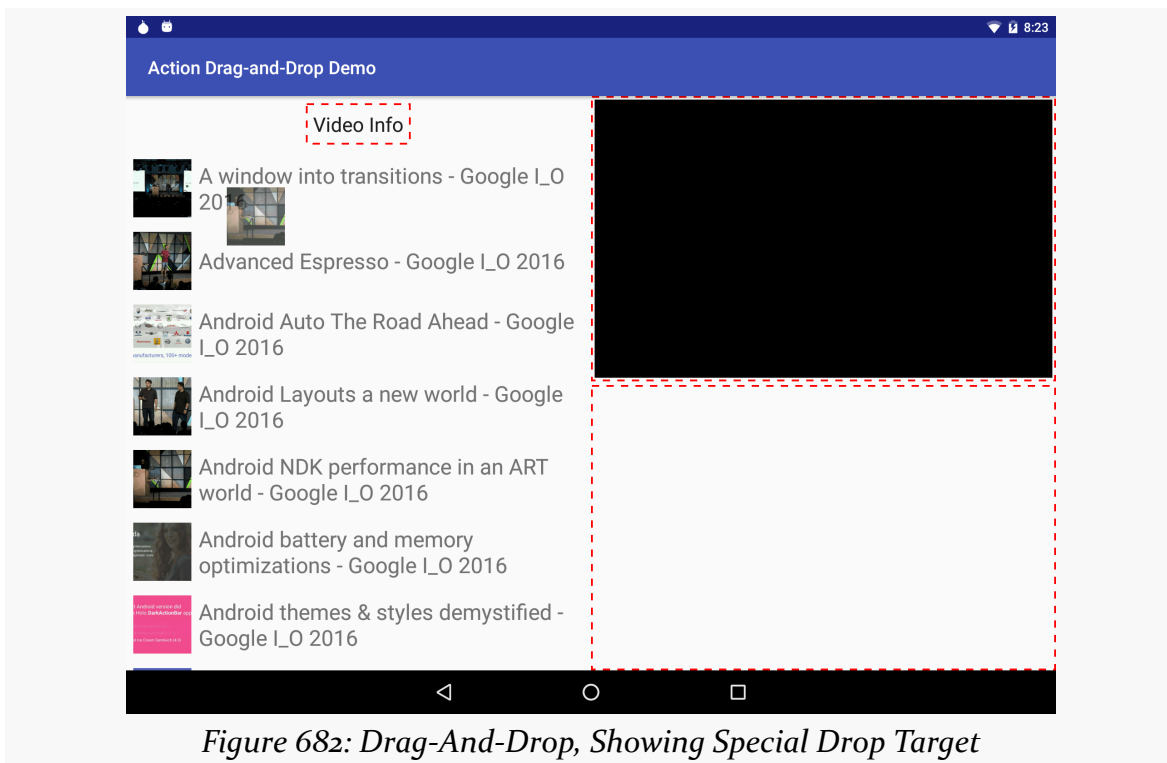 8:23
Action Drag-and-Drop Demo
Video Info
A window into transitions - Google I_O
2016
Advanced Espresso - Google I_O 2016
Android Auto The Road Ahead - Google
I_O 2016
Android Layouts a new world - Google
I_O 2016
Android NDK performance in an ART
world - Google I_O 2016
Android battery and memory
optimizations - Google I_O 2016
Android themes & styles demystified -
Google I_O 2016
Figure 682: Drag-And-Drop, Showing Special Drop Target